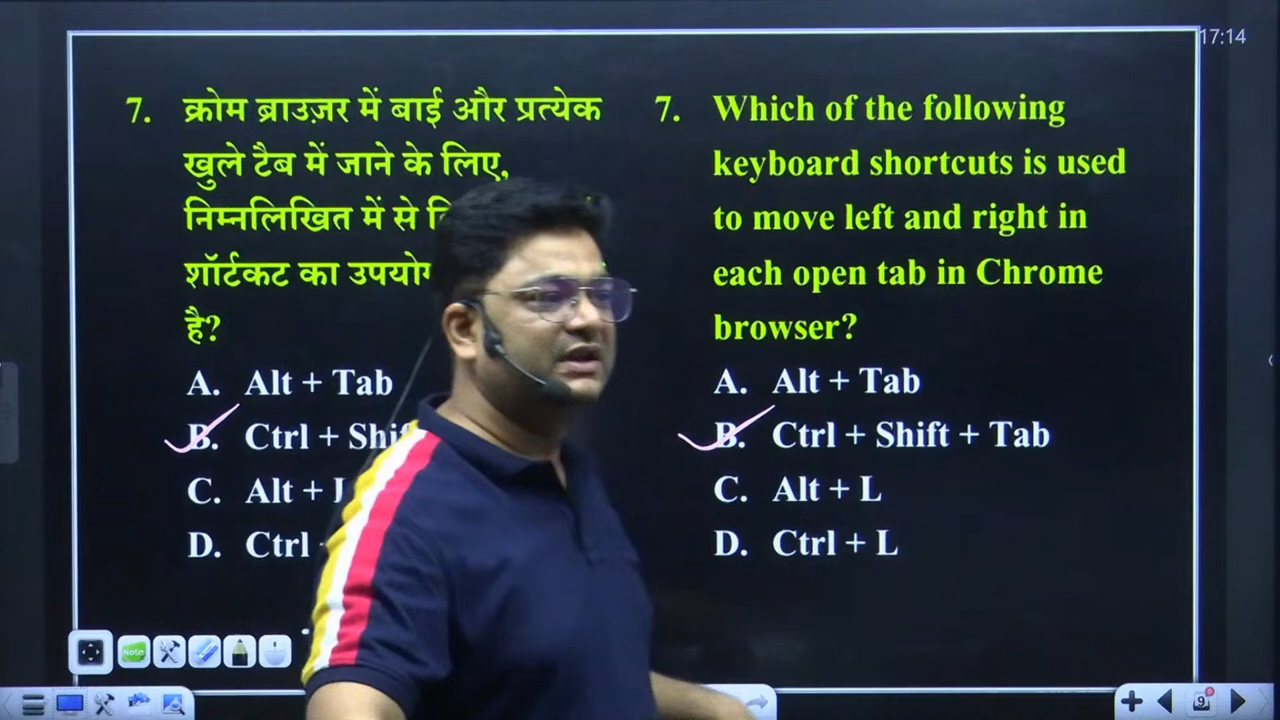 17:14
7. क्रोम ब्राउज़र में बाई और प्रत्येक
खुले टैब में जाने के लिए,
निम्नलिखित में से
शॉर्टकट का
है?
A. Alt + Tab
B. Ctrl +
C. Alt +
D. Ctrl
7. Which of the following
keyboard shortcuts is used
to move left and right in
each open tab in Chrome
browser?
A. Alt + Tab
B. Ctrl + Shift + Tab
C. Alt + L
D. Ctrl + L
Note
9